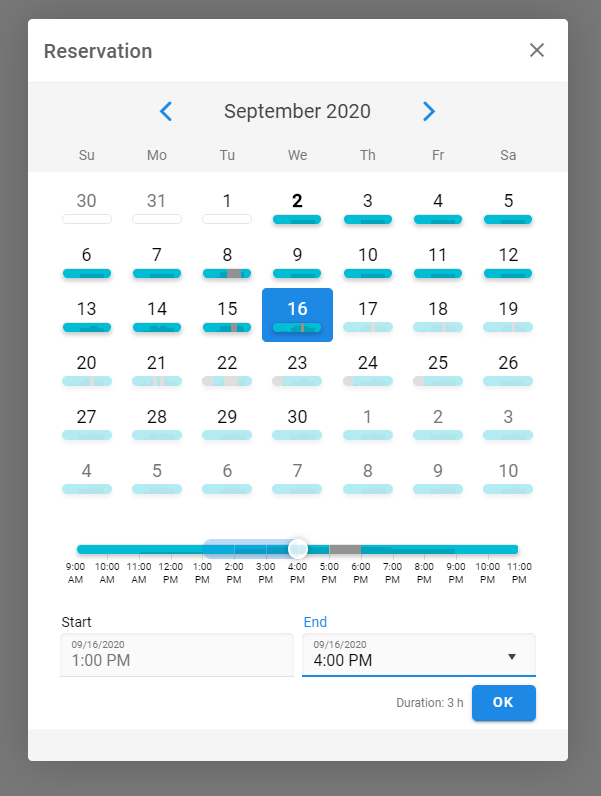 Reservation
September 2020
Su Mo Tu We Th Fr Sa
30 31 1 2 3 4 5
6 7 8 9 10 11 12
13 14 15 16 17 18 19
20 21 22 23 24 25 26
27 28 29 30 1 2 3
4 5 6 7 8 9 10
9:00 10:00 11:00 12:00 1:00 2:00 3:00 4:00 5:00 6:00 7:00 8:00 9:00 10:00 11:00
AM AM AM PM PM PM PM PM PM PM PM PM PM PM PM
Start End
09/16/2020 09/16/2020
1:00 PM 4:00 PM
Duration: 3 h OK